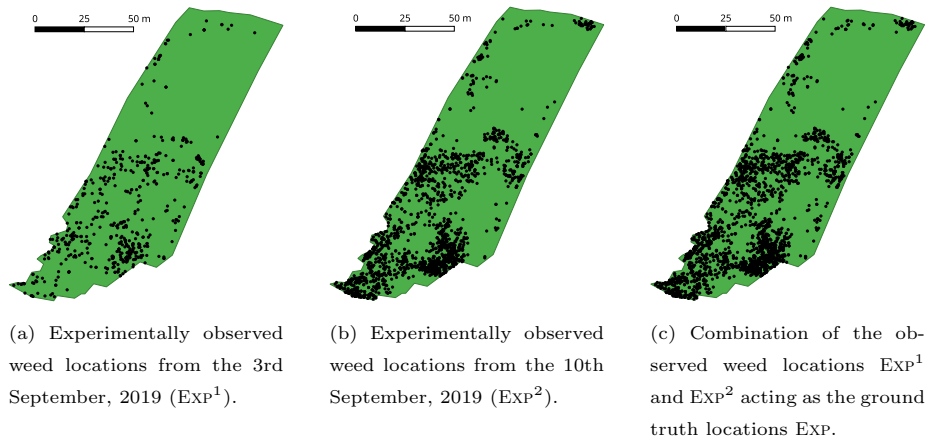 0 25 50 m
0 25 50 m
0 25 50 m
(a) Experimentally observed
weed locations from the 3rd
September, 2019 (EXP¹).
(b) Experimentally observed
weed locations from the 10th
September, 2019 (EXP²).
(c) Combination of the ob-
served weed locations EXP¹
and EXP² acting as the ground
truth locations EXP.